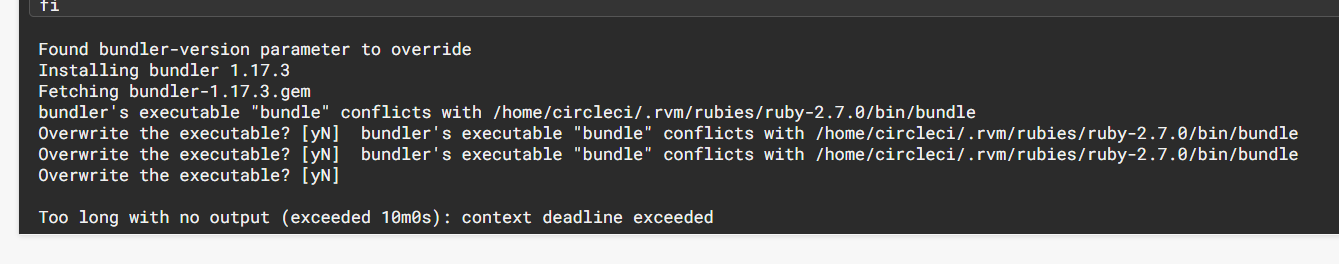 fi
Found bundler-version parameter to override
Installing bundler 1.17.3
Fetching bundler-1.17.3.gem
bundler's executable "bundle" conflicts with /home/circleci/.rvm/rubies/ruby-2.7.0/bin/bundle
Overwrite the executable? [yN]  bundler's executable "bundle" conflicts with /home/circleci/.rvm/rubies/ruby-2.7.0/bin/bundle
Overwrite the executable? [yN]  bundler's executable "bundle" conflicts with /home/circleci/.rvm/rubies/ruby-2.7.0/bin/bundle
Overwrite the executable? [yN]
Too long with no output (exceeded 10m0s): context deadline exceeded